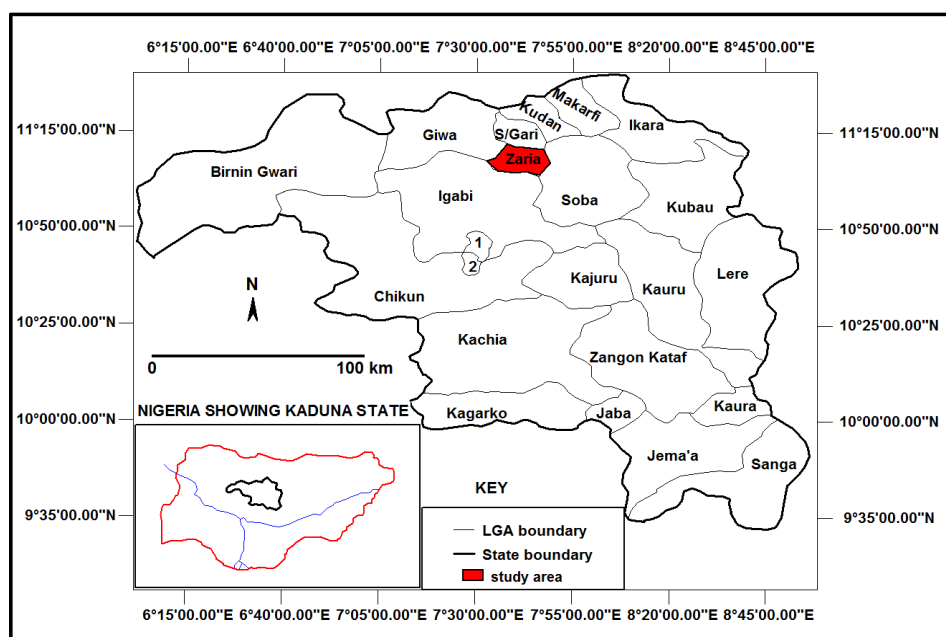 6°15'00.00"E 6°40'00.00"E 7°05'00.00"E 7°30'00.00"E 7°55'00.00"E 8°20'00.00"E 8°45'00.00"E
11°15'00.00"N
11°15'00.00"N
Makarfi
Kudan
Ikara
Giwa
S/Gari
Zaria
Birnin Gwari
Igabi
Soba
Kubau
10°50'00.00"N
10°50'00.00"N
1
2
Kajuru
Kauru
Lere
N
Chikun
10°25'00.00"N
10°25'00.00"N
Kachia
Zangon Kataf
0
100 km
NIGERIA SHOWING KADUNA STATE
10°00'00.00"N
10°00'00.00"N
Kagarko
Jaba
Kaura
Jema'a
Sanga
9°35'00.00"N
9°35'00.00"N
KEY
LGA boundary
State boundary
study area
6°15'00.00"E 6°40'00.00"E 7°05'00.00"E 7°30'00.00"E 7°55'00.00"E 8°20'00.00"E 8°45'00.00"E